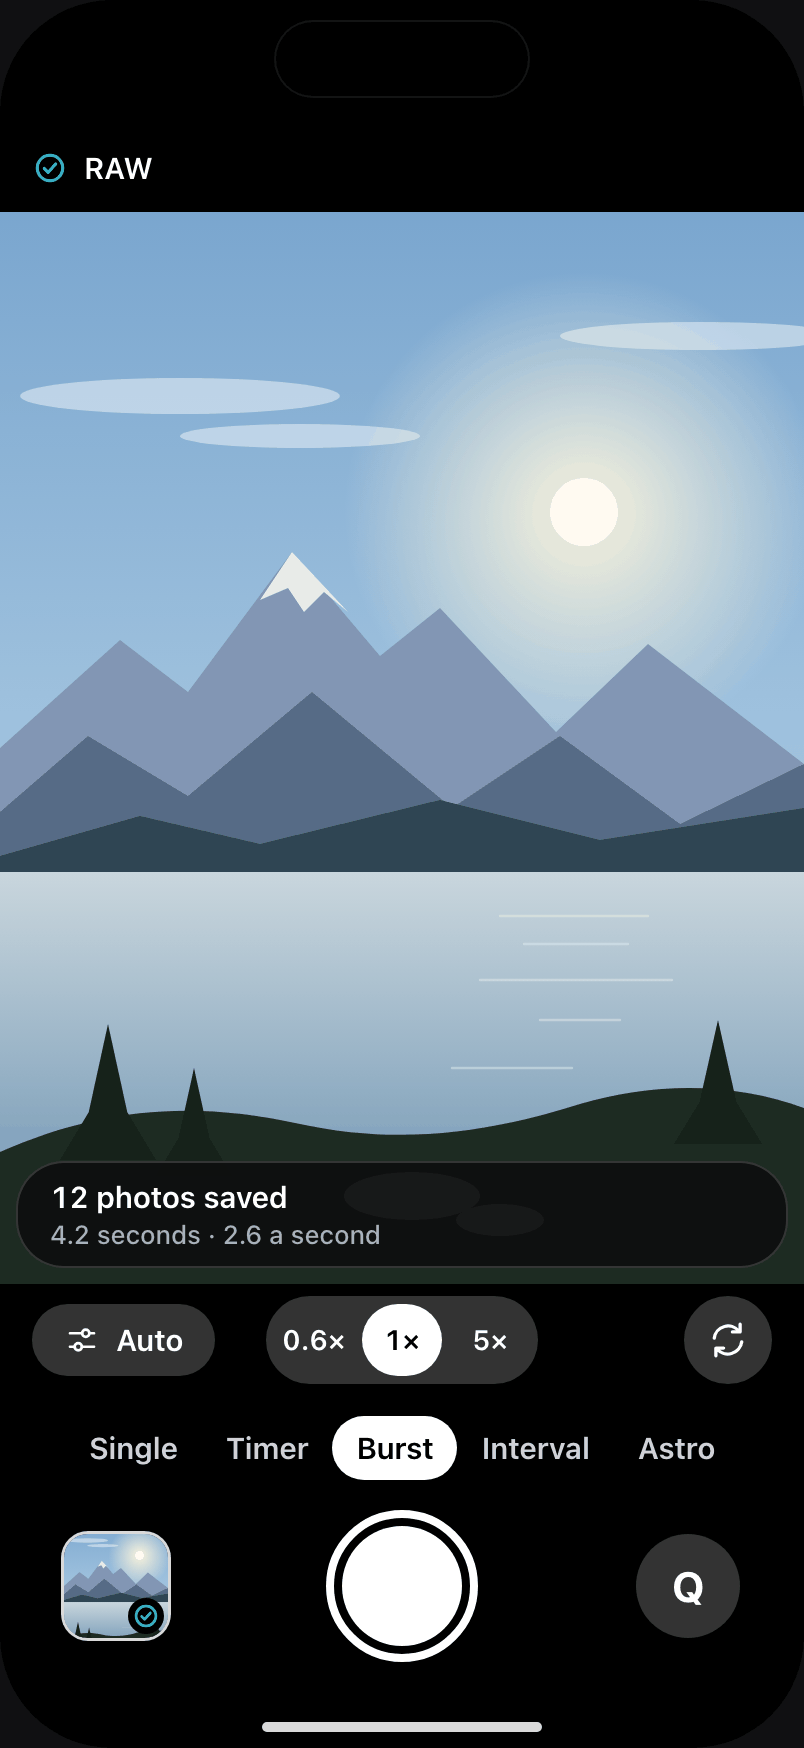 RAW
12 photos saved
4.2 seconds · 2.6 a second
Auto
0.6× 1× 5×
Single Timer Burst Interval Astro
Q